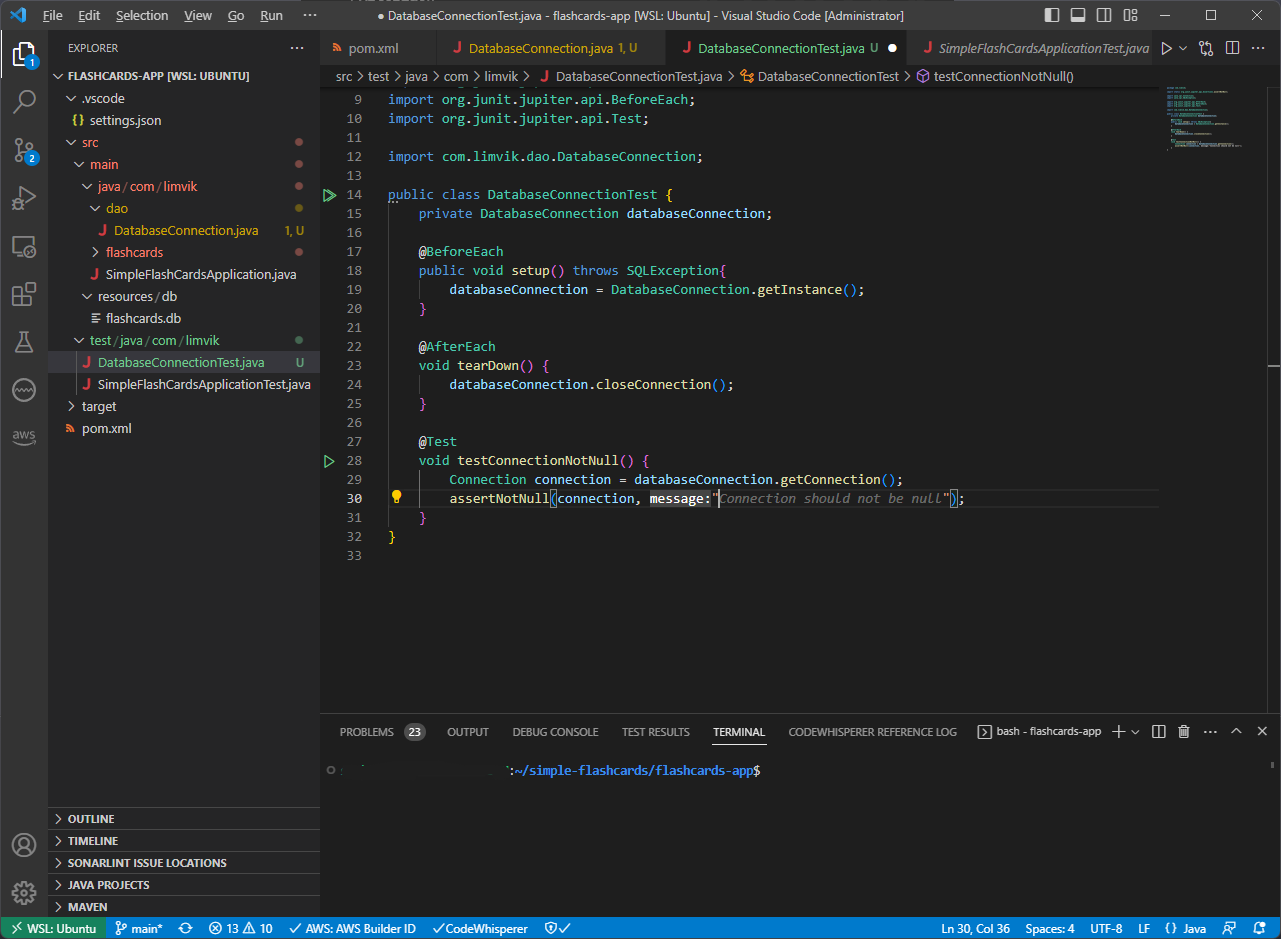 File Edit Selection View Go Run ··· ● DatabaseConnectionTest.java - flashcards-app [WSL: Ubuntu] - Visual Studio Code [Administrator]
EXPLORER ···
pom.xml
DatabaseConnection.java 1, U
DatabaseConnectionTest.java U ●
SimpleFlashCardsApplicationTest.java
src > test > java > com > limvik > DatabaseConnectionTest.java > DatabaseConnectionTest > testConnectionNotNull()
1
2
FLASHCARDS-APP [WSL: UBUNTU]
.vscode
{} settings.json
src
main
java / com / limvik
dao
DatabaseConnection.java 1, U
flashcards
SimpleFlashCardsApplication.java
resources / db
flashcards.db
test / java / com / limvik
DatabaseConnectionTest.java U
SimpleFlashCardsApplicationTest.java
target
pom.xml
aws
OUTLINE
TIMELINE
SONARLINT ISSUE LOCATIONS
JAVA PROJECTS
MAVEN
9 import org.junit.jupiter.api.BeforeEach;
10 import org.junit.jupiter.api.Test;
11
12 import com.limvik.dao.DatabaseConnection;
13
14 public class DatabaseConnectionTest {
15 private DatabaseConnection databaseConnection;
16
17 @BeforeEach
18 public void setup() throws SQLException{
19 databaseConnection = DatabaseConnection.getInstance();
20 }
21
22 @AfterEach
23 void tearDown() {
24 databaseConnection.closeConnection();
25 }
26
27 @Test
28 void testConnectionNotNull() {
29 Connection connection = databaseConnection.getConnection();
30 assertNotNull(connection, message:"Connection should not be null");
31 }
32 }
33
PROBLEMS 23 OUTPUT DEBUG CONSOLE TEST RESULTS TERMINAL CODEWHISPERER REFERENCE LOG bash - flashcards-app
:~/simple-flashcards/flashcards-app$
WSL: Ubuntu main* 13 10 AWS: AWS Builder ID CodeWhisperer Ln 30, Col 36 Spaces: 4 UTF-8 LF {} Java